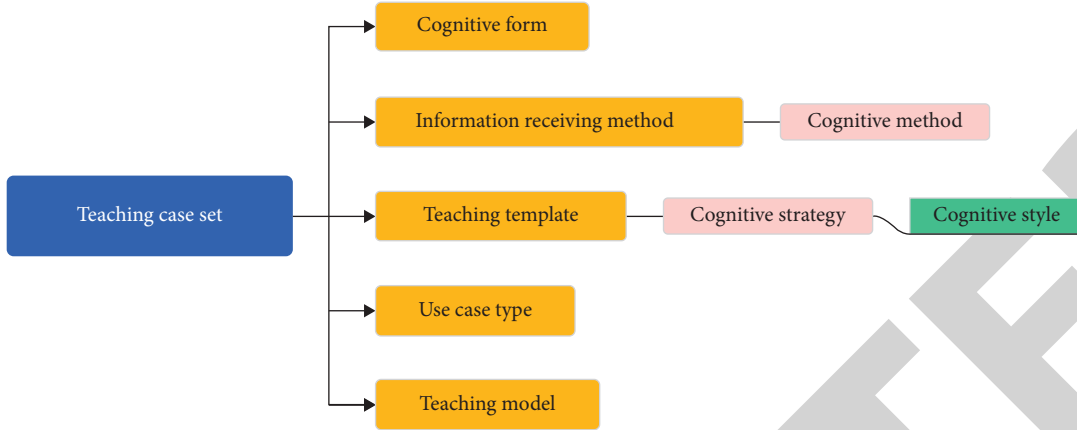 Cognitive form
Information receiving method
Cognitive method
Teaching case set
Teaching template
Cognitive strategy
Cognitive style
Use case type
Teaching model